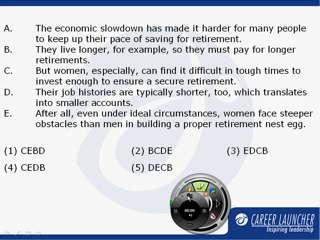 A. The economic slowdown has made it harder for many people
to keep up their pace of saving for retirement.
B. They live longer, for example, so they must pay for longer
retirements.
C. But women, especially, can find it difficult in tough times to
invest enough to ensure a secure retirement.
D. Their job histories are typically shorter, too, which translates
into smaller accounts.
E. After all, even under ideal circumstances, women face steeper
obstacles than men in building a proper retirement nest egg.
(1) CEBD (2) BCDE (3) EDCB
(4) CEDB (5) DECB
CAREER LAUNCHER
Inspiring leadership